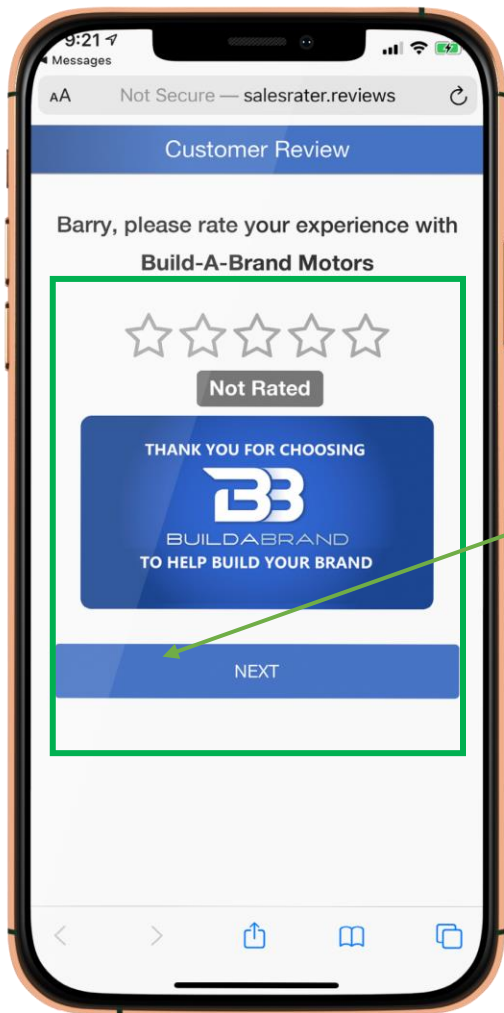 9:21
Messages
AA Not Secure — salesrater.reviews
Customer Review
Barry, please rate your experience with
Build-A-Brand Motors
Not Rated
THANK YOU FOR CHOOSING
BB
BUILDABRAND
TO HELP BUILD YOUR BRAND
NEXT